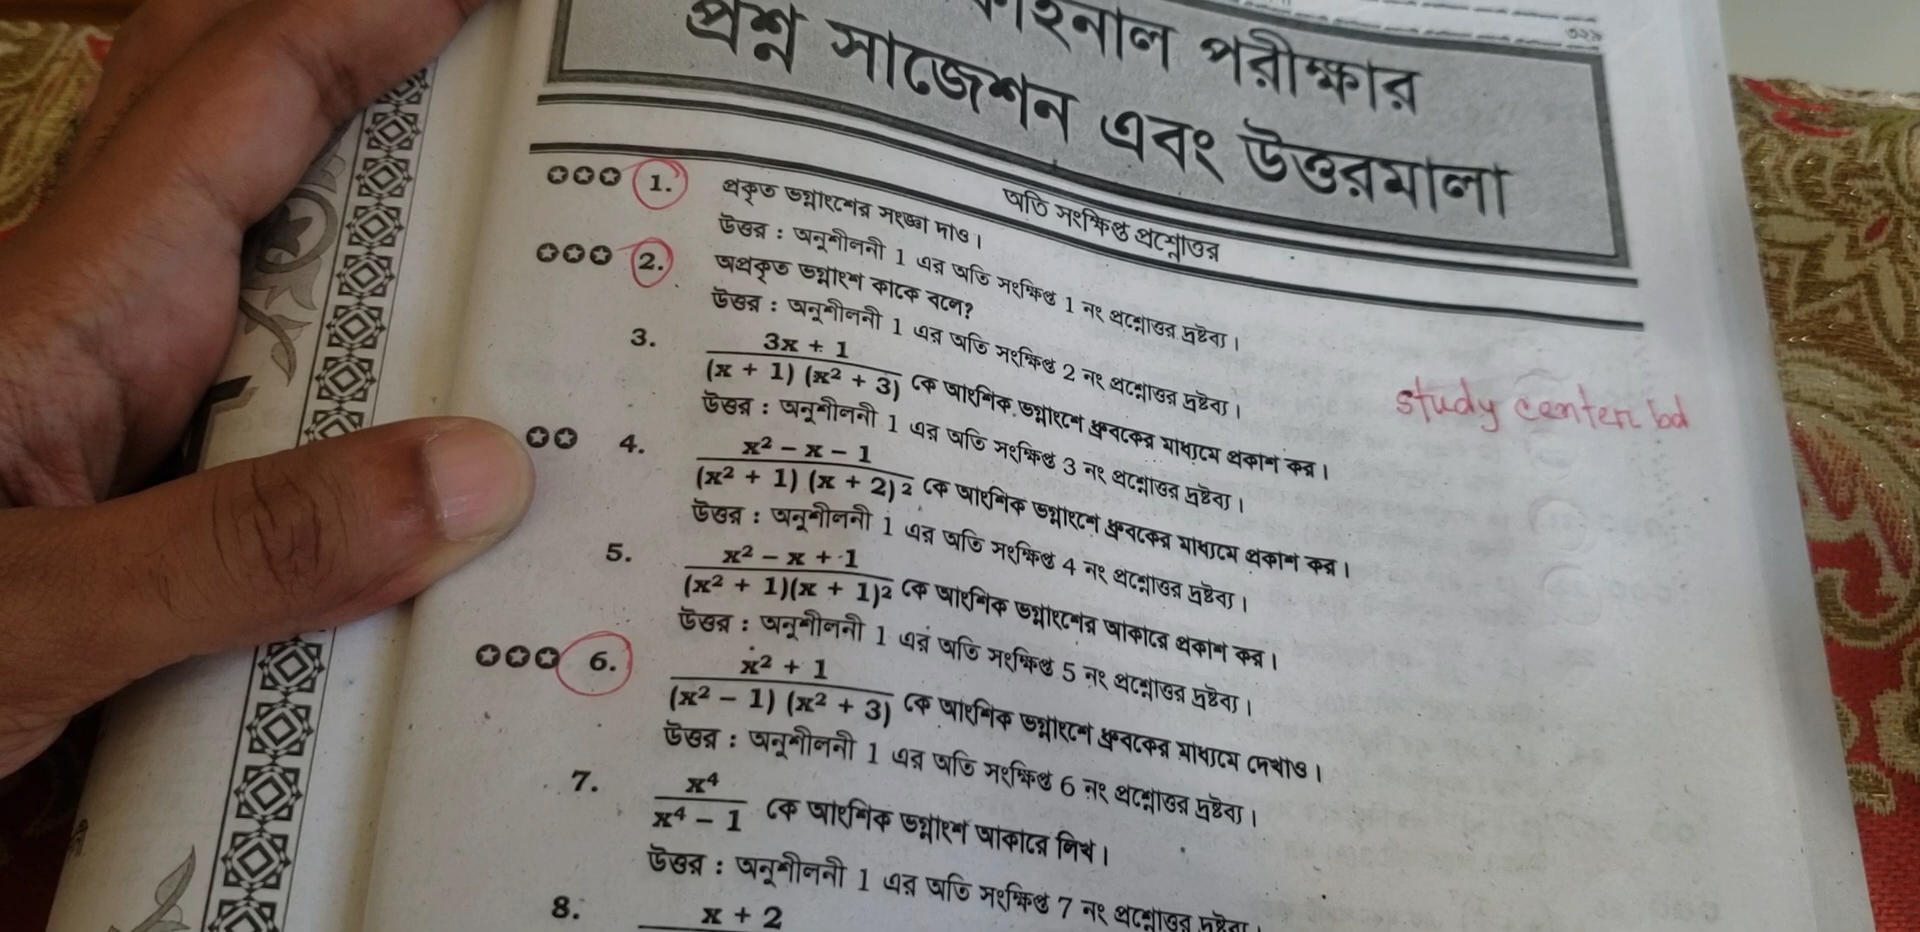 ফাইনাল পরীক্ষার
প্রশ্ন সাজেশন এবং উত্তরমালা
অতি সংক্ষিপ্ত প্রশ্নোত্তর
1. প্রকৃত ভগ্নাংশের সংজ্ঞা দাও।
উত্তর : অনুশীলনী 1 এর অতি সংক্ষিপ্ত 1 নং প্রশ্নোত্তর দ্রষ্টব্য।
2. অপ্রকৃত ভগ্নাংশ কাকে বলে?
উত্তর : অনুশীলনী 1 এর অতি সংক্ষিপ্ত 2 নং প্রশ্নোত্তর দ্রষ্টব্য।
3. 3x + 1
(x + 1) (x² + 3) কে আংশিক ভগ্নাংশে ধ্রুবকের মাধ্যমে প্রকাশ কর।
উত্তর : অনুশীলনী 1 এর অতি সংক্ষিপ্ত 3 নং প্রশ্নোত্তর দ্রষ্টব্য।
study center bd
4. x² – x – 1
(x² + 1) (x + 2)² কে আংশিক ভগ্নাংশে ধ্রুবকের মাধ্যমে প্রকাশ কর।
উত্তর : অনুশীলনী 1 এর অতি সংক্ষিপ্ত 4 নং প্রশ্নোত্তর দ্রষ্টব্য।
5. x² – x + 1
(x² + 1)(x + 1)² কে আংশিক ভগ্নাংশের আকারে প্রকাশ কর।
উত্তর : অনুশীলনী 1 এর অতি সংক্ষিপ্ত 5 নং প্রশ্নোত্তর দ্রষ্টব্য।
6. x² + 1
(x² – 1) (x² + 3) কে আংশিক ভগ্নাংশে ধ্রুবকের মাধ্যমে দেখাও।
উত্তর : অনুশীলনী 1 এর অতি সংক্ষিপ্ত 6 নং প্রশ্নোত্তর দ্রষ্টব্য।
7. x⁴
x⁴ – 1 কে আংশিক ভগ্নাংশ আকারে লিখ।
উত্তর : অনুশীলনী 1 এর অতি সংক্ষিপ্ত 7 নং প্রশ্নোত্তর দ্রষ্টব্য।
8. x + 2